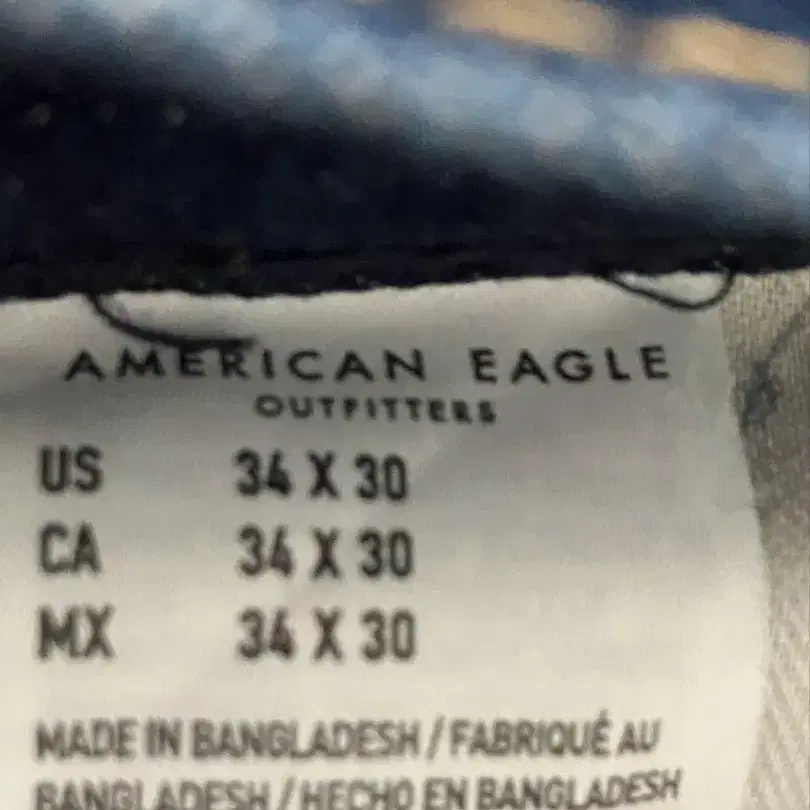 AMERICAN EAGLE
OUTFITTERS
US 34 X 30
CA 34 X 30
MX 34 X 30
MADE IN BANGLADESH / FABRIQUÉ AU
BANGLADESH / HECHO EN BANGLADESH